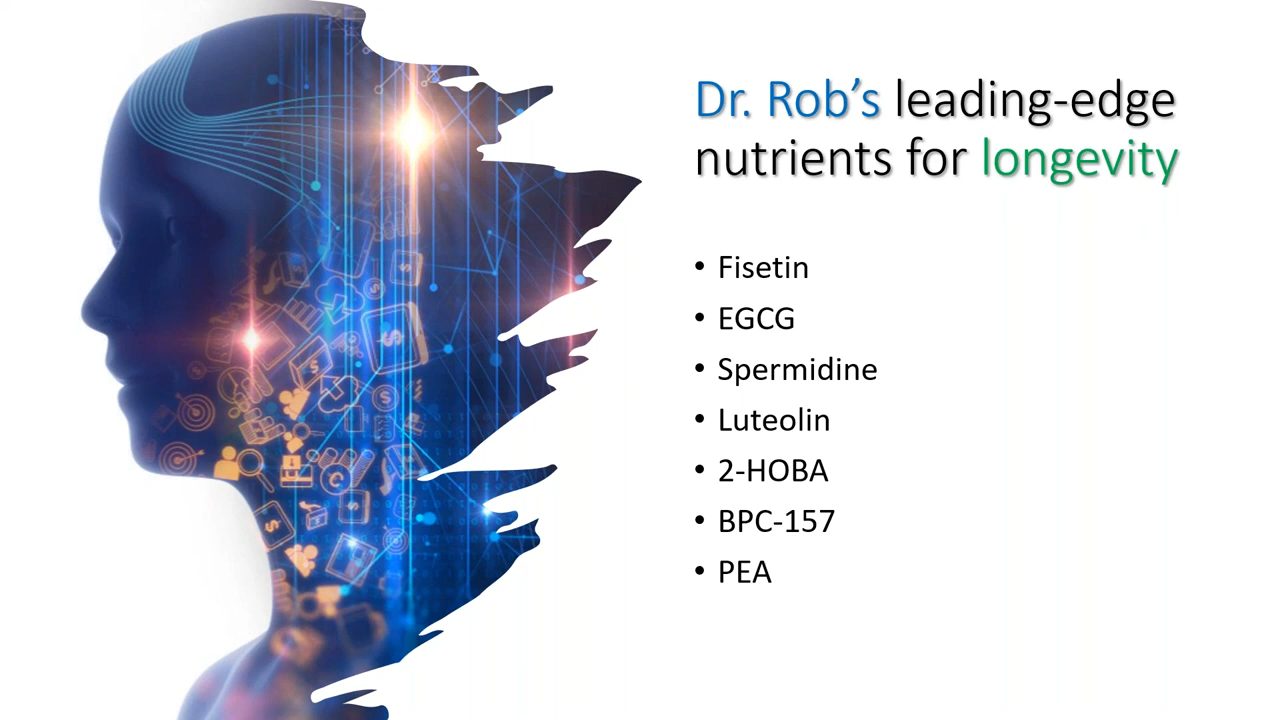 Dr. Rob’s leading-edge
nutrients for longevity
• Fisetin
• EGCG
• Spermidine
• Luteolin
• 2-HOBA
• BPC-157
• PEA